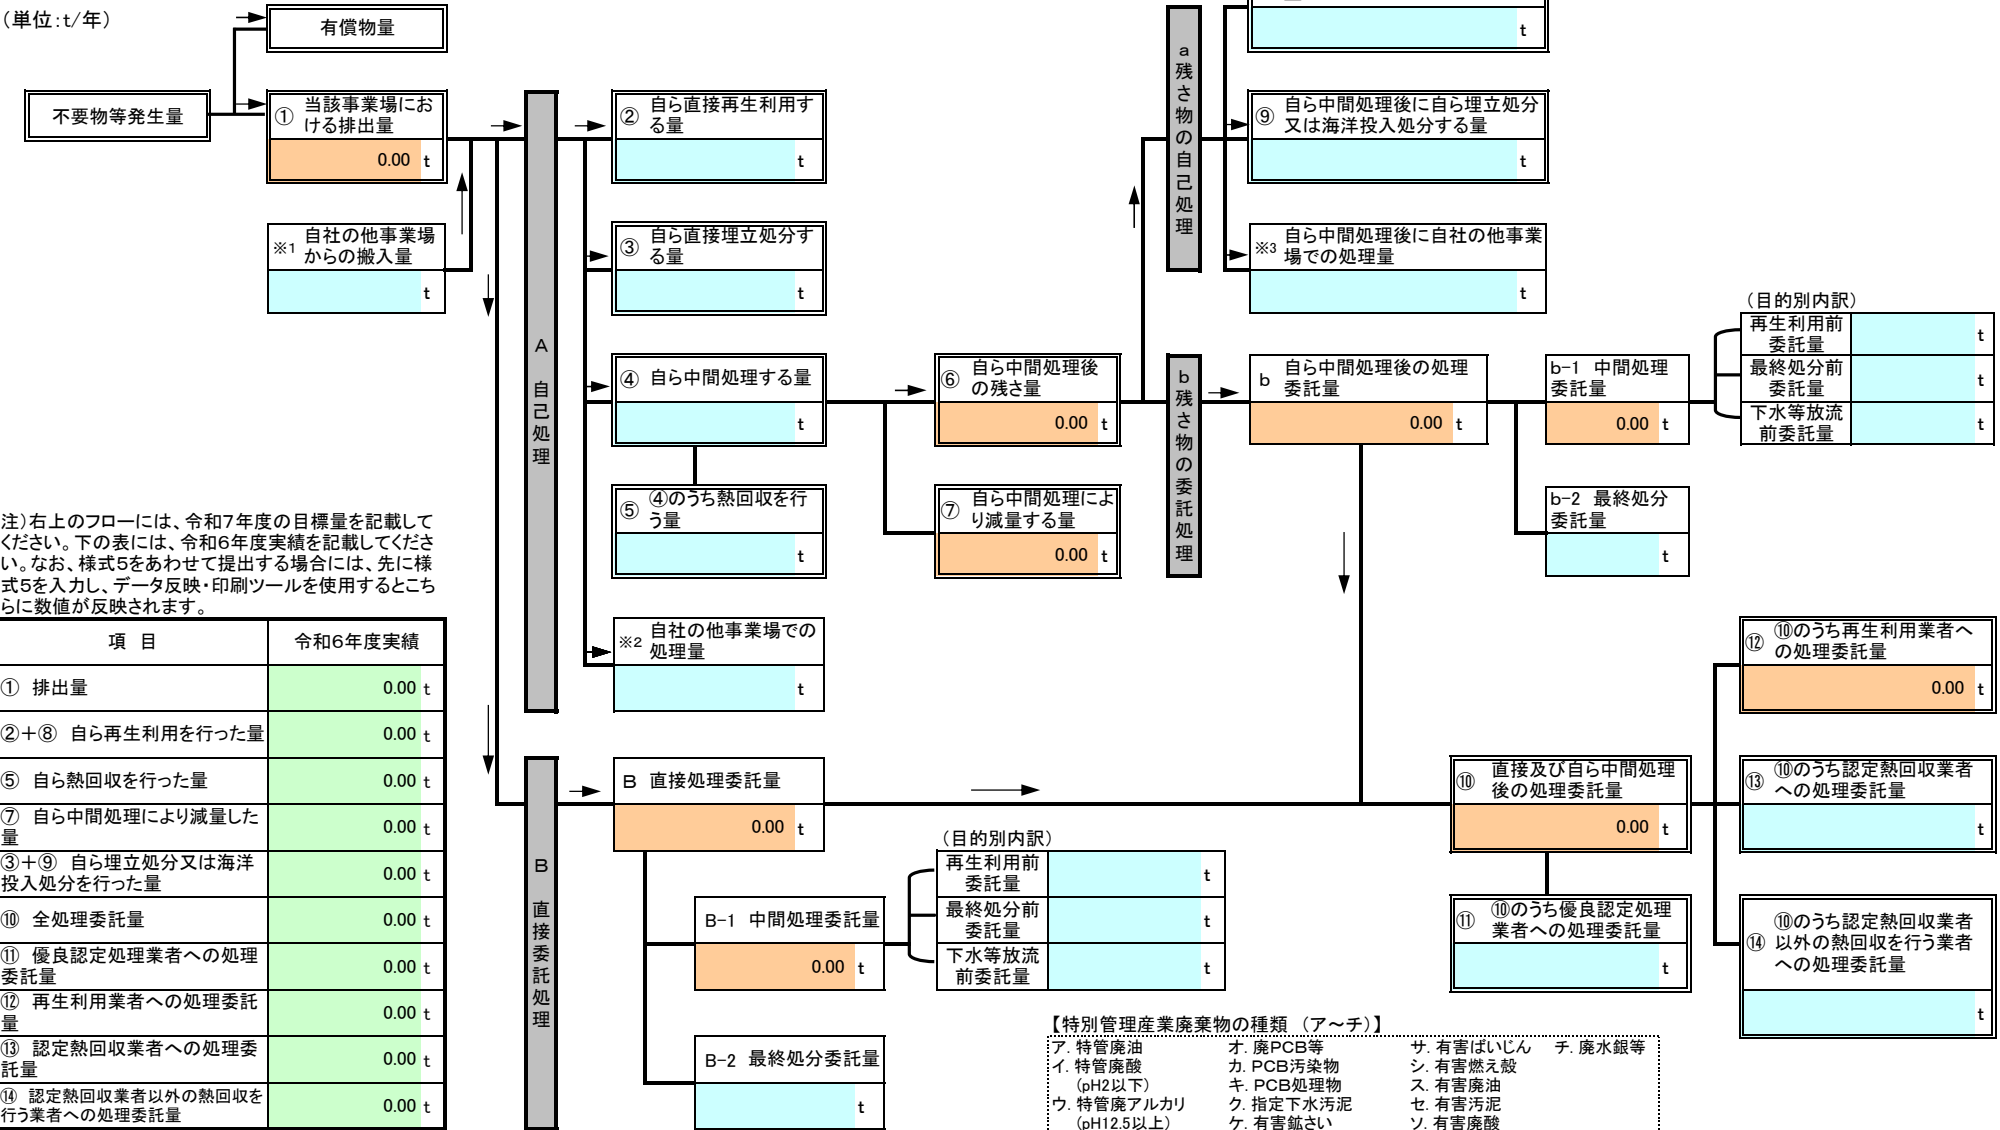 （単位：t/年）
有償物量
不要物等発生量
①
当該事業場にお
ける排出量
0.00 t
※1
自社の他事業場
からの搬入量
t
A 自己処理
②
自ら直接再生利用す
る量
t
③
自ら直接埋立処分す
る量
t
④ 自ら中間処理する量
t
⑤
④のうち熱回収を行
う量
t
※2
自社の他事業場での
処理量
t
⑥
自ら中間処理後
の残さ量
0.00 t
⑦
自ら中間処理によ
り減量する量
0.00 t
a 残さ物の自己処理
t
⑨
自ら中間処理後に自ら埋立処分
又は海洋投入処分する量
t
※3
自ら中間処理後に自社の他事業
場での処理量
t
b 残さ物の委託処理
b
自ら中間処理後の処理
委託量
0.00 t
b-1 中間処理
委託量
0.00 t
（目的別内訳）
再生利用前
委託量
t
最終処分前
委託量
t
下水等放流
前委託量
t
b-2 最終処分
委託量
t
注）右上のフローには、令和7年度の目標量を記載して
ください。下の表には、令和6年度実績を記載してくださ
い。なお、様式5をあわせて提出する場合には、先に様
式5を入力し、データ反映・印刷ツールを使用するとこち
らに数値が反映されます。
項 目 令和6年度実績
① 排出量 0.00 t
②＋⑧ 自ら再生利用を行った量 0.00 t
⑤ 自ら熱回収を行った量 0.00 t
⑦ 自ら中間処理により減量した
量 0.00 t
③＋⑨ 自ら埋立処分又は海洋
投入処分を行った量 0.00 t
⑩ 全処理委託量 0.00 t
⑪ 優良認定処理業者への処理
委託量 0.00 t
⑫ 再生利用業者への処理委託
量 0.00 t
⑬ 認定熱回収業者への処理委
託量 0.00 t
⑭ 認定熱回収業者以外の熱回収を
行う業者への処理委託量 0.00 t
B 直接委託処理
B 直接処理委託量
0.00 t
B-1 中間処理委託量
0.00 t
（目的別内訳）
再生利用前
委託量
t
最終処分前
委託量
t
下水等放流
前委託量
t
B-2 最終処分委託量
t
⑩
直接及び自ら中間処理
後の処理委託量
0.00 t
⑪
⑩のうち優良認定処理
業者への処理委託量
t
⑫
⑩のうち再生利用業者へ
の処理委託量
0.00 t
⑬
⑩のうち認定熱回収業者
への処理委託量
t
⑭
⑩のうち認定熱回収業者
以外の熱回収を行う業者
への処理委託量
t
【特別管理産業廃棄物の種類 （ア～チ）】
ア. 特管廃油 オ. 廃PCB等 サ. 有害ばいじん チ. 廃水銀等
イ. 特管廃酸 カ. PCB汚染物 シ. 有害燃え殻
（pH2以下） キ. PCB処理物 ス. 有害廃油
ウ. 特管廃アルカリ ク. 指定下水汚泥 セ. 有害汚泥
（pH12.5以上） ケ. 有害鉱さい ソ. 有害廃酸